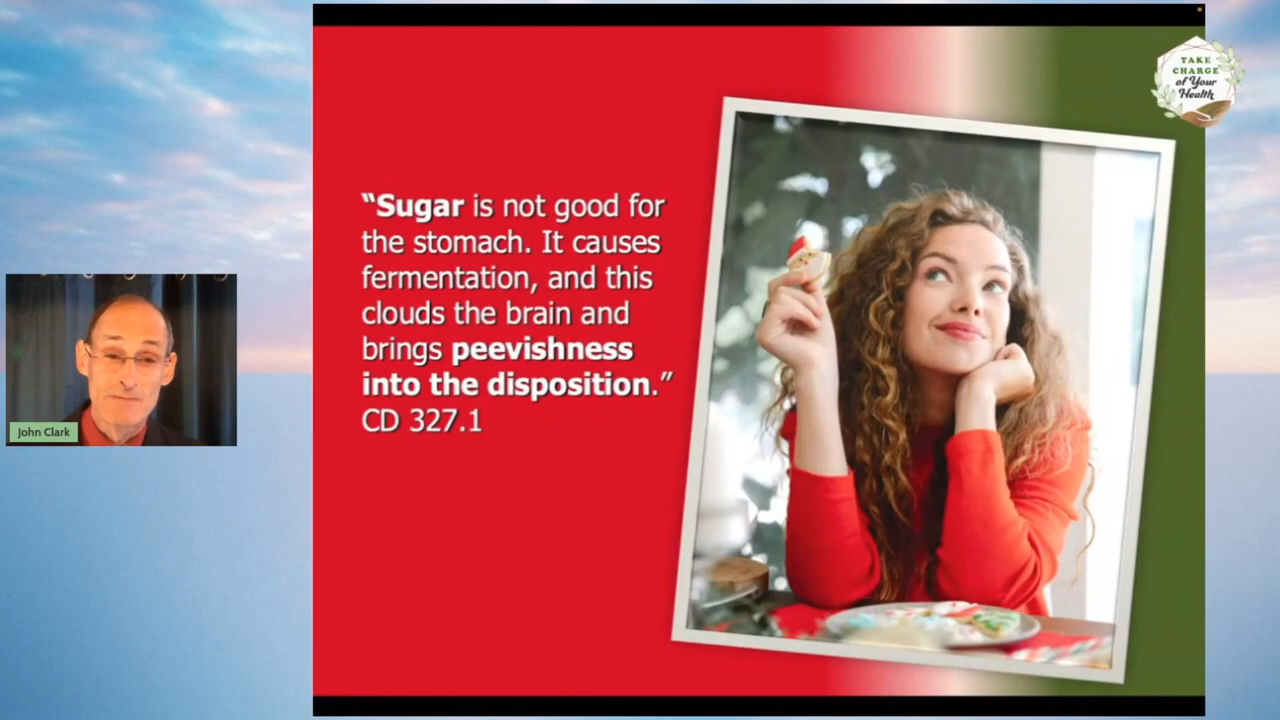 TAKE
CHARGE
of Your
Health
“Sugar is not good for
the stomach. It causes
fermentation, and this
clouds the brain and
brings peevishness
into the disposition.”
CD 327.1
John Clark